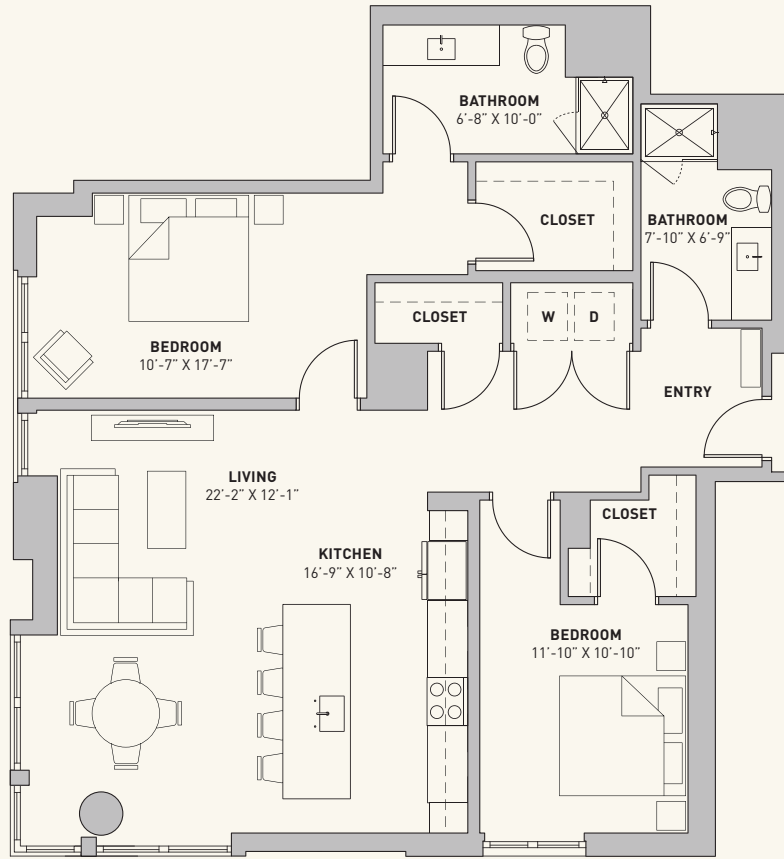 BATHROOM
6'-8" X 10'-0"
CLOSET
BATHROOM
7'-10" X 6'-9"
CLOSET
W
D
BEDROOM
10'-7" X 17'-7"
ENTRY
LIVING
22'-2" X 12'-1"
CLOSET
KITCHEN
16'-9" X 10'-8"
BEDROOM
11'-10" X 10'-10"